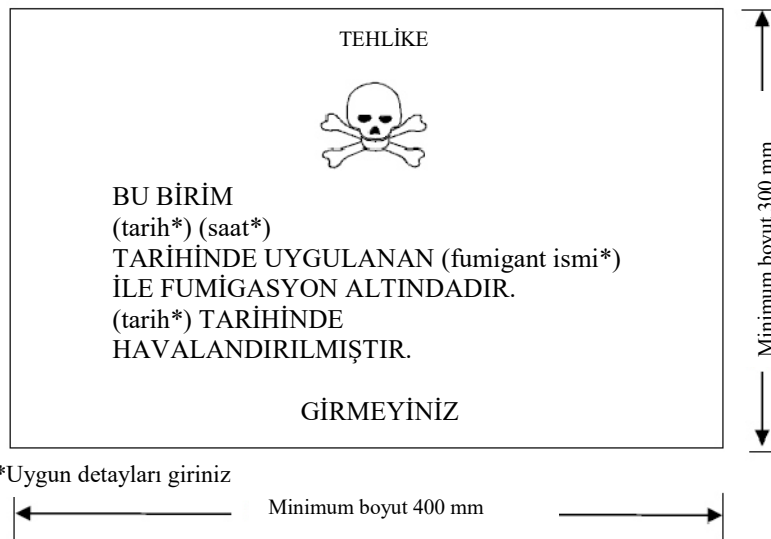 TEHLİKE
BU BİRİM
(tarih*) (saat*)
TARİHİNDE UYGULANAN (fumigant ismi*)
İLE FUMİGASYON ALTINDADIR.
(tarih*) TARİHİNDE
HAVALANDIRILMIŞTIR.
GİRMEYİNİZ
Minimum boyut 300 mm
*Uygun detayları giriniz
Minimum boyut 400 mm